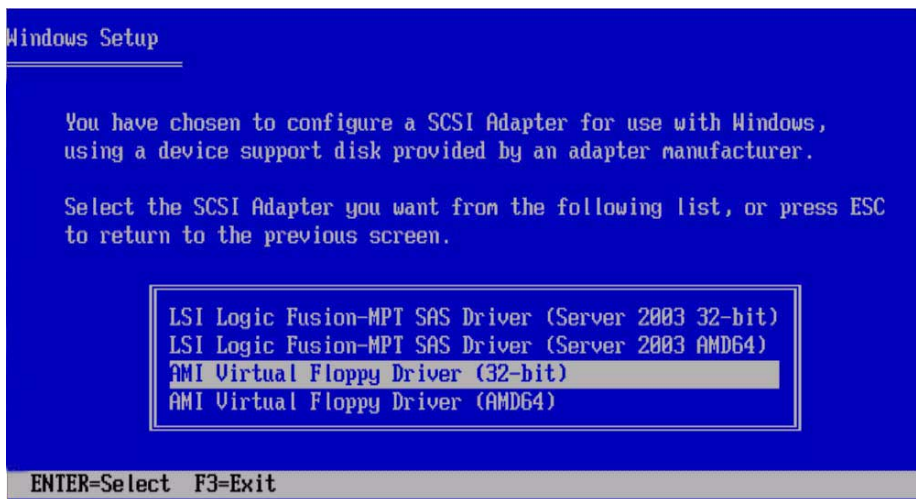 Windows Setup
You have chosen to configure a SCSI Adapter for use with Windows,
using a device support disk provided by an adapter manufacturer.
Select the SCSI Adapter you want from the following list, or press ESC
to return to the previous screen.
LSI Logic Fusion-MPT SAS Driver (Server 2003 32-bit)
LSI Logic Fusion-MPT SAS Driver (Server 2003 AMD64)
AMI Virtual Floppy Driver (32-bit)
AMI Virtual Floppy Driver (AMD64)
ENTER=Select F3=Exit